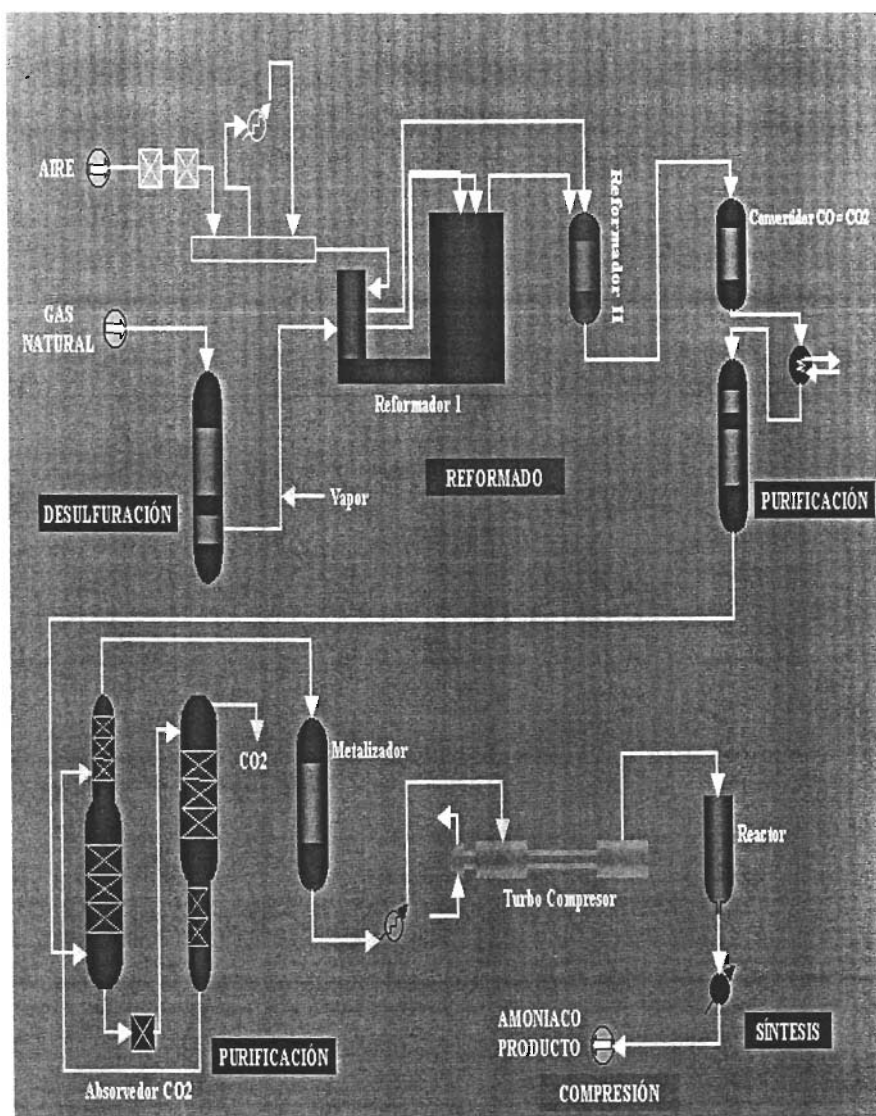 AIRE
Reformador II
Convertidor CO = CO2
GAS
NATURAL
Reformador 1
REFORMADO
Vapor
DESULFURACIÓN
PURIFICACIÓN
CO2
Metalizador
Reactor
Turbo Compresor
AMONIACO
PRODUCTO
SÍNTESIS
PURIFICACIÓN
Absorvedor CO2
COMPRESIÓN